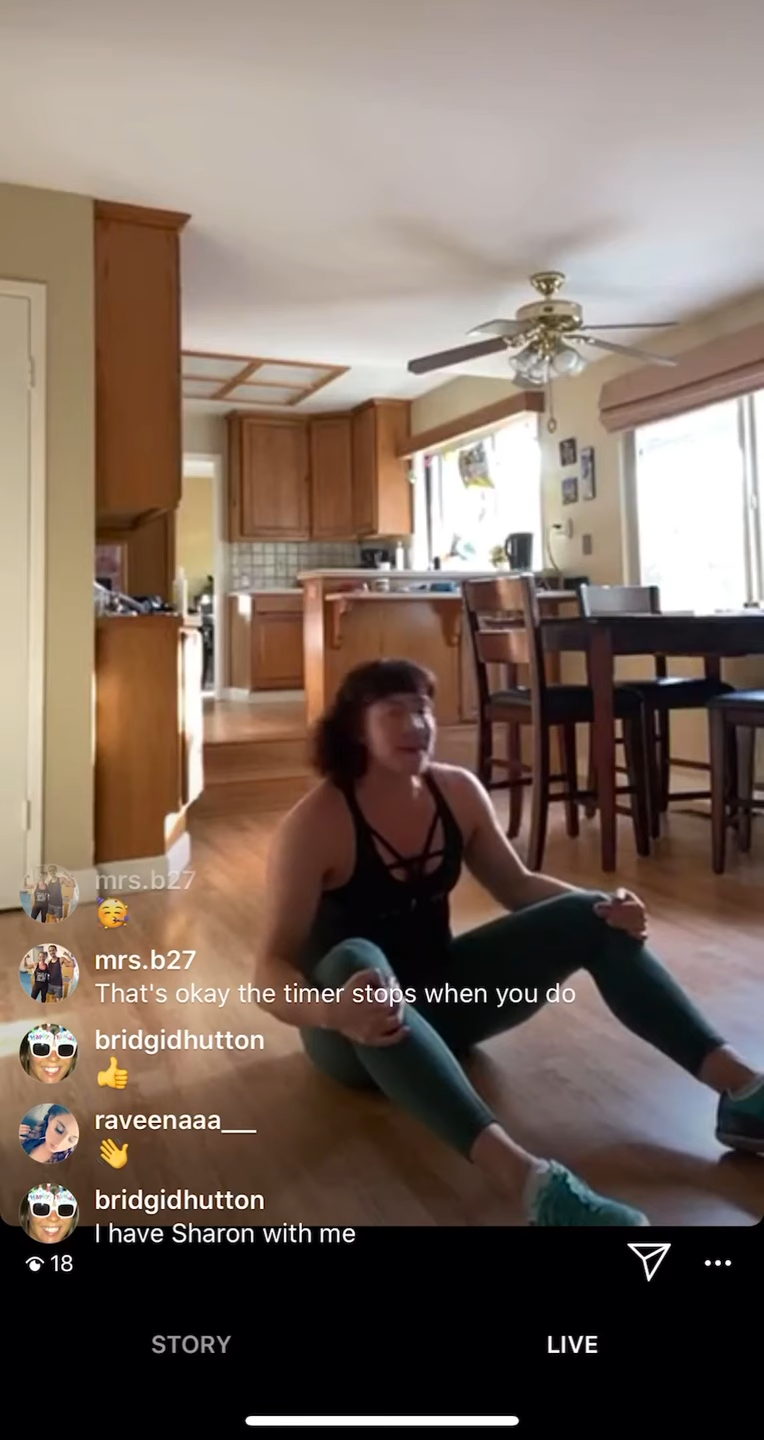 mrs.b27
🥳
mrs.b27
That's okay the timer stops when you do
bridgidhutton
👍
raveenaaa___
👋
bridgidhutton
I have Sharon with me
18
STORY
LIVE